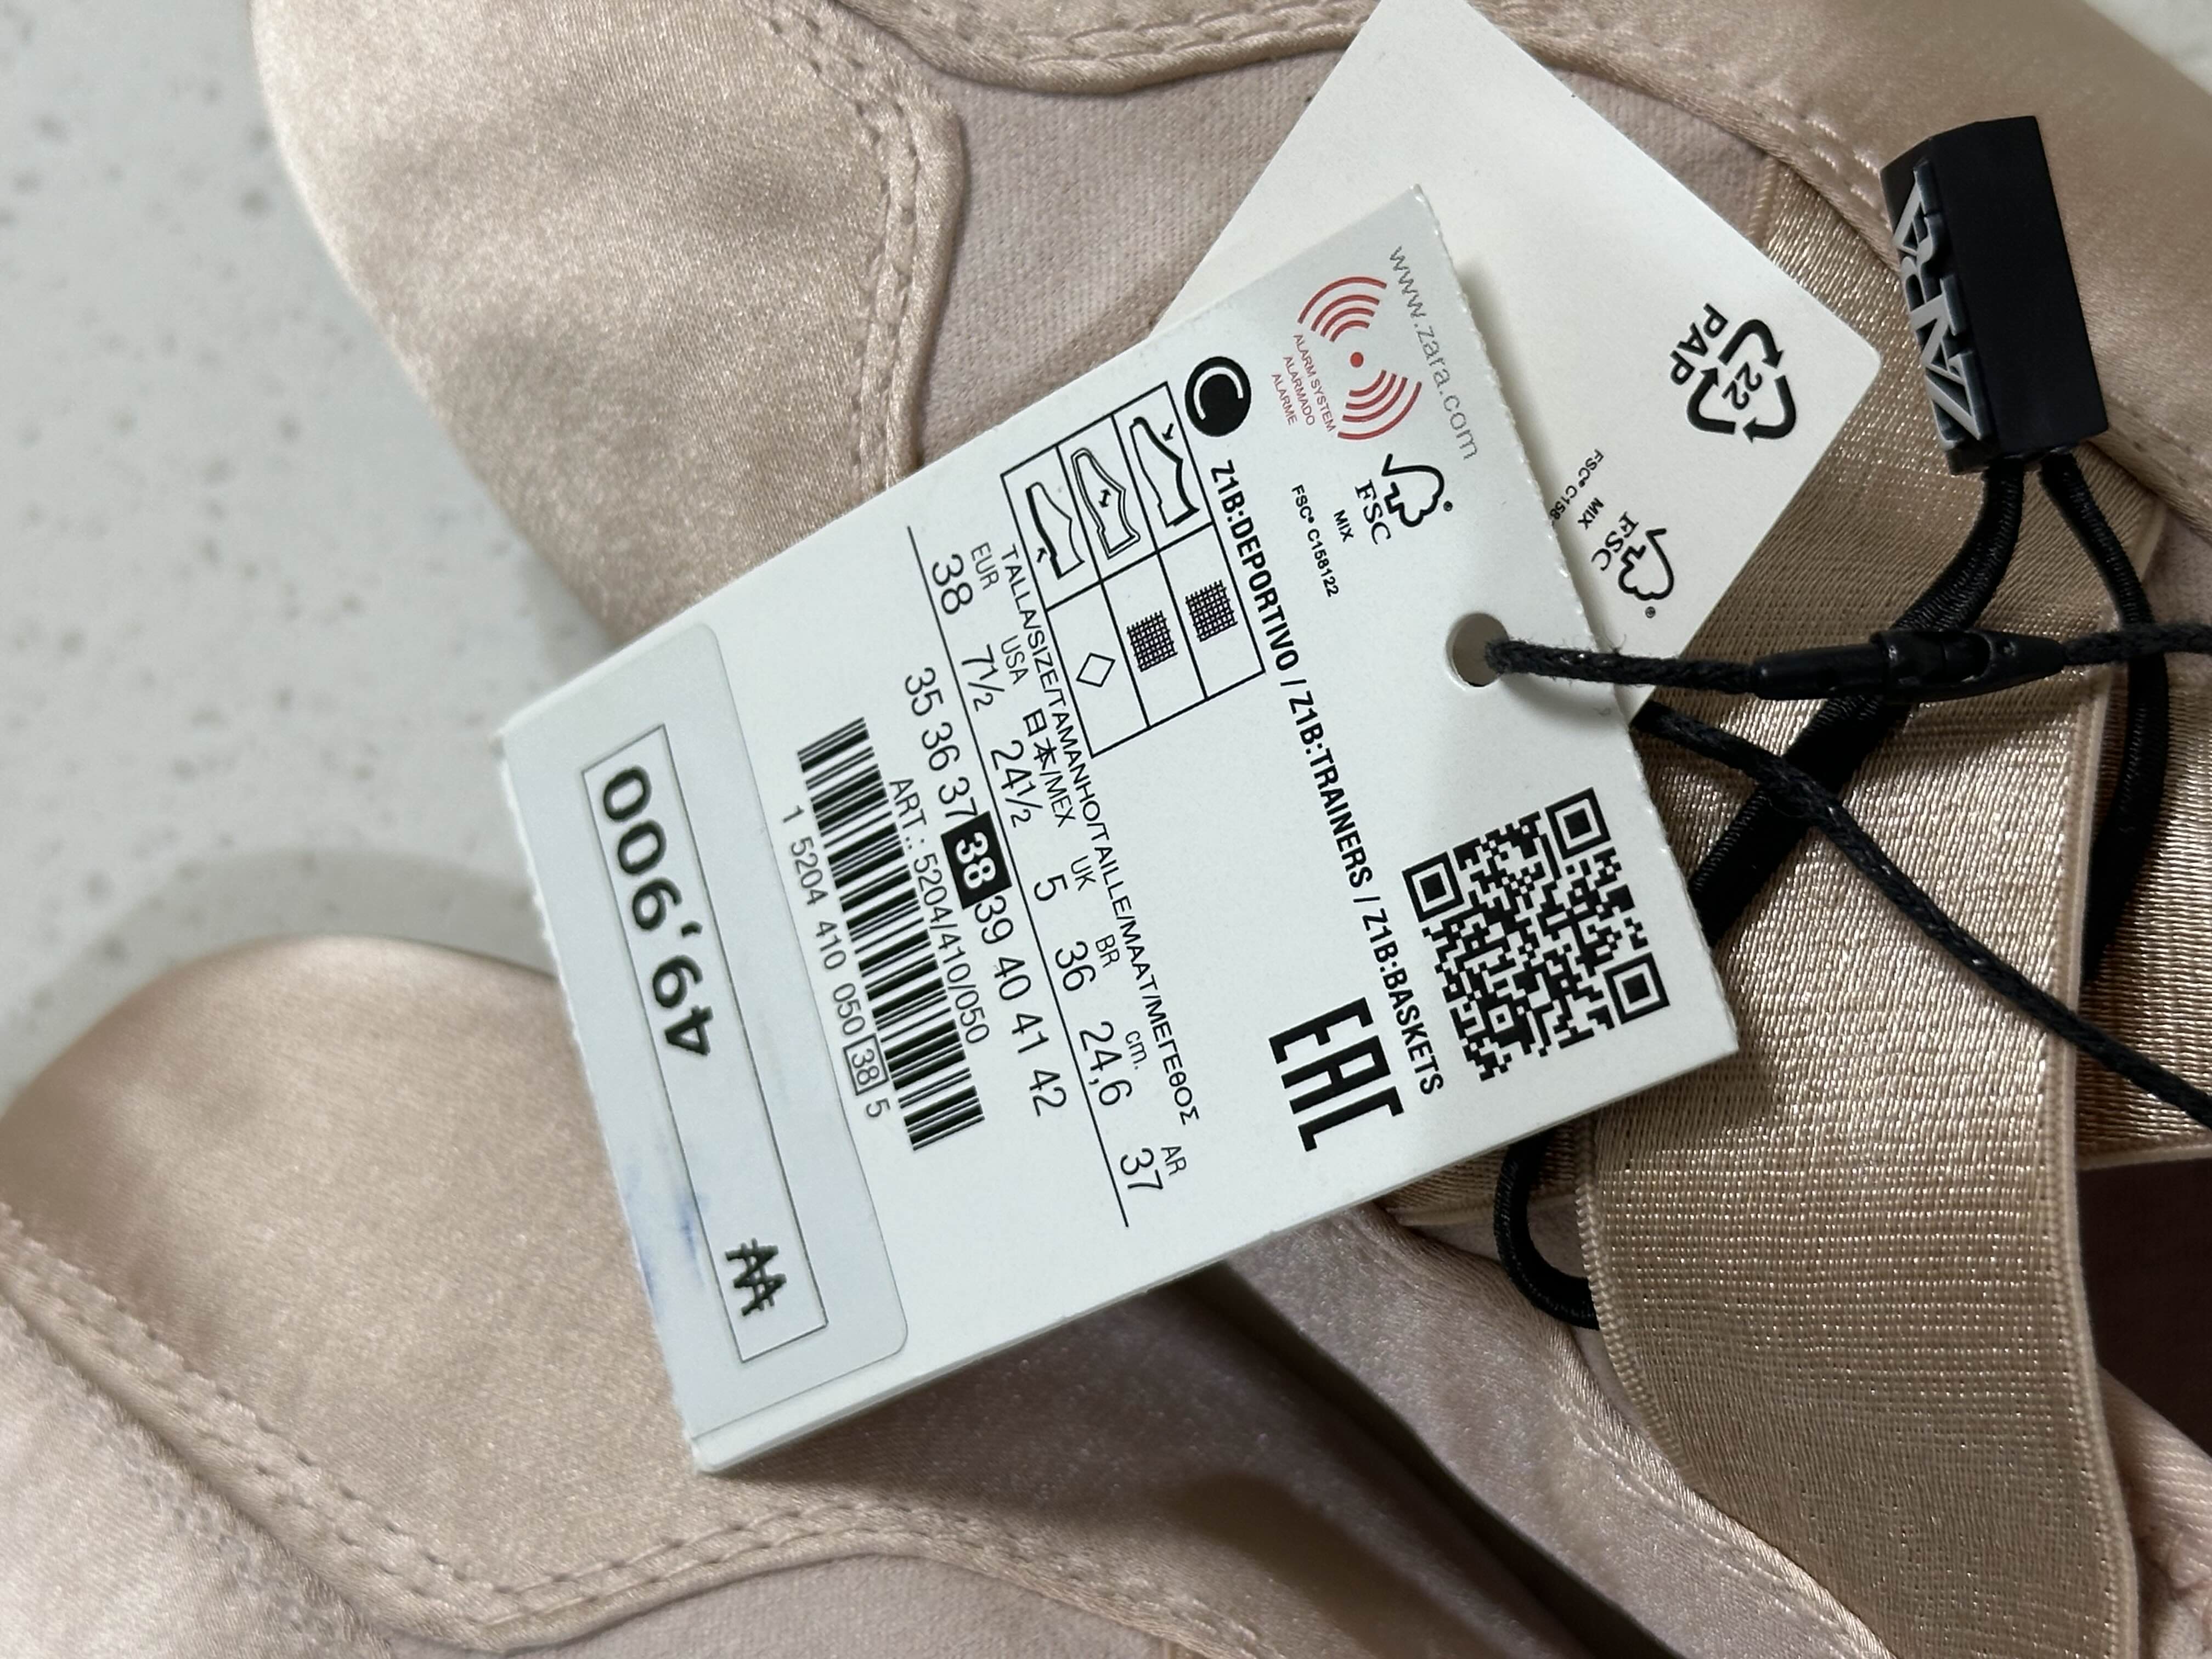 www.zara.com
ALARM SYSTEM
ALARMADO
ALARME
FSC®
MIX
FSC® C158122
C Z1B:DEPORTIVO / Z1B:TRAINERS / Z1B:BASKETS
EAC
TALLA/SIZE/TAMANHO/TAILLE/MAAT/ΜΕΓΕΘΟΣ
EUR USA 日本/MEX UK BR cm. AR
38 7½ 24½ 5 36 24,6 37
35 36 37 38 39 40 41 42
ART.: 5204/410/050
1 5204 410 050 38 5
49,900 ₩
22
PAP
FSC®
MIX
FSC® C158
ZARA